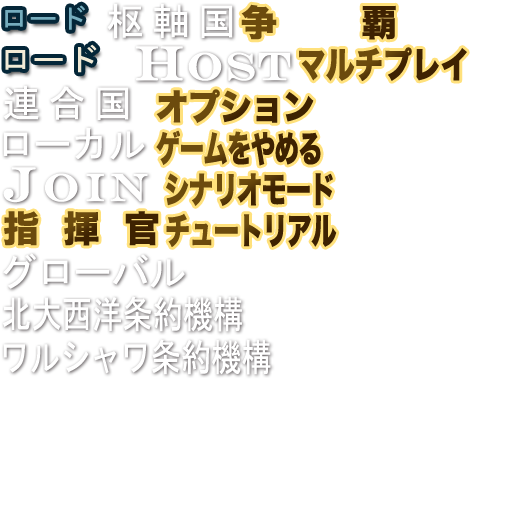 ロード 枢軸国 争 覇
ロード HOST マルチプレイ
連合国 オプション
ローカル ゲームをやめる
JOIN シナリオモード
指揮官 チュートリアル
グローバル
北大西洋条約機構
ワルシャワ条約機構